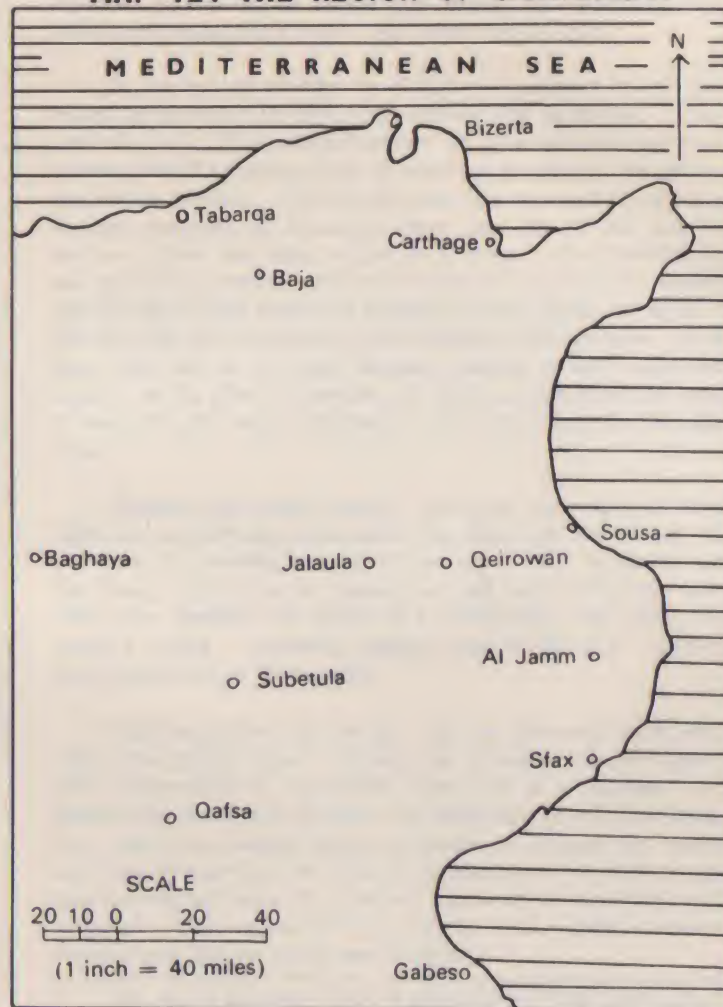 MEDITERRANEAN SEA
N
Bizerta
Tabarqa
Carthage
Baja
Sousa
Baghaya
Jalaula
Qeirowan
Al Jamm
Subetula
Sfax
Qafsa
SCALE
20 10 0 20 40
(1 inch = 40 miles)
Gabeso